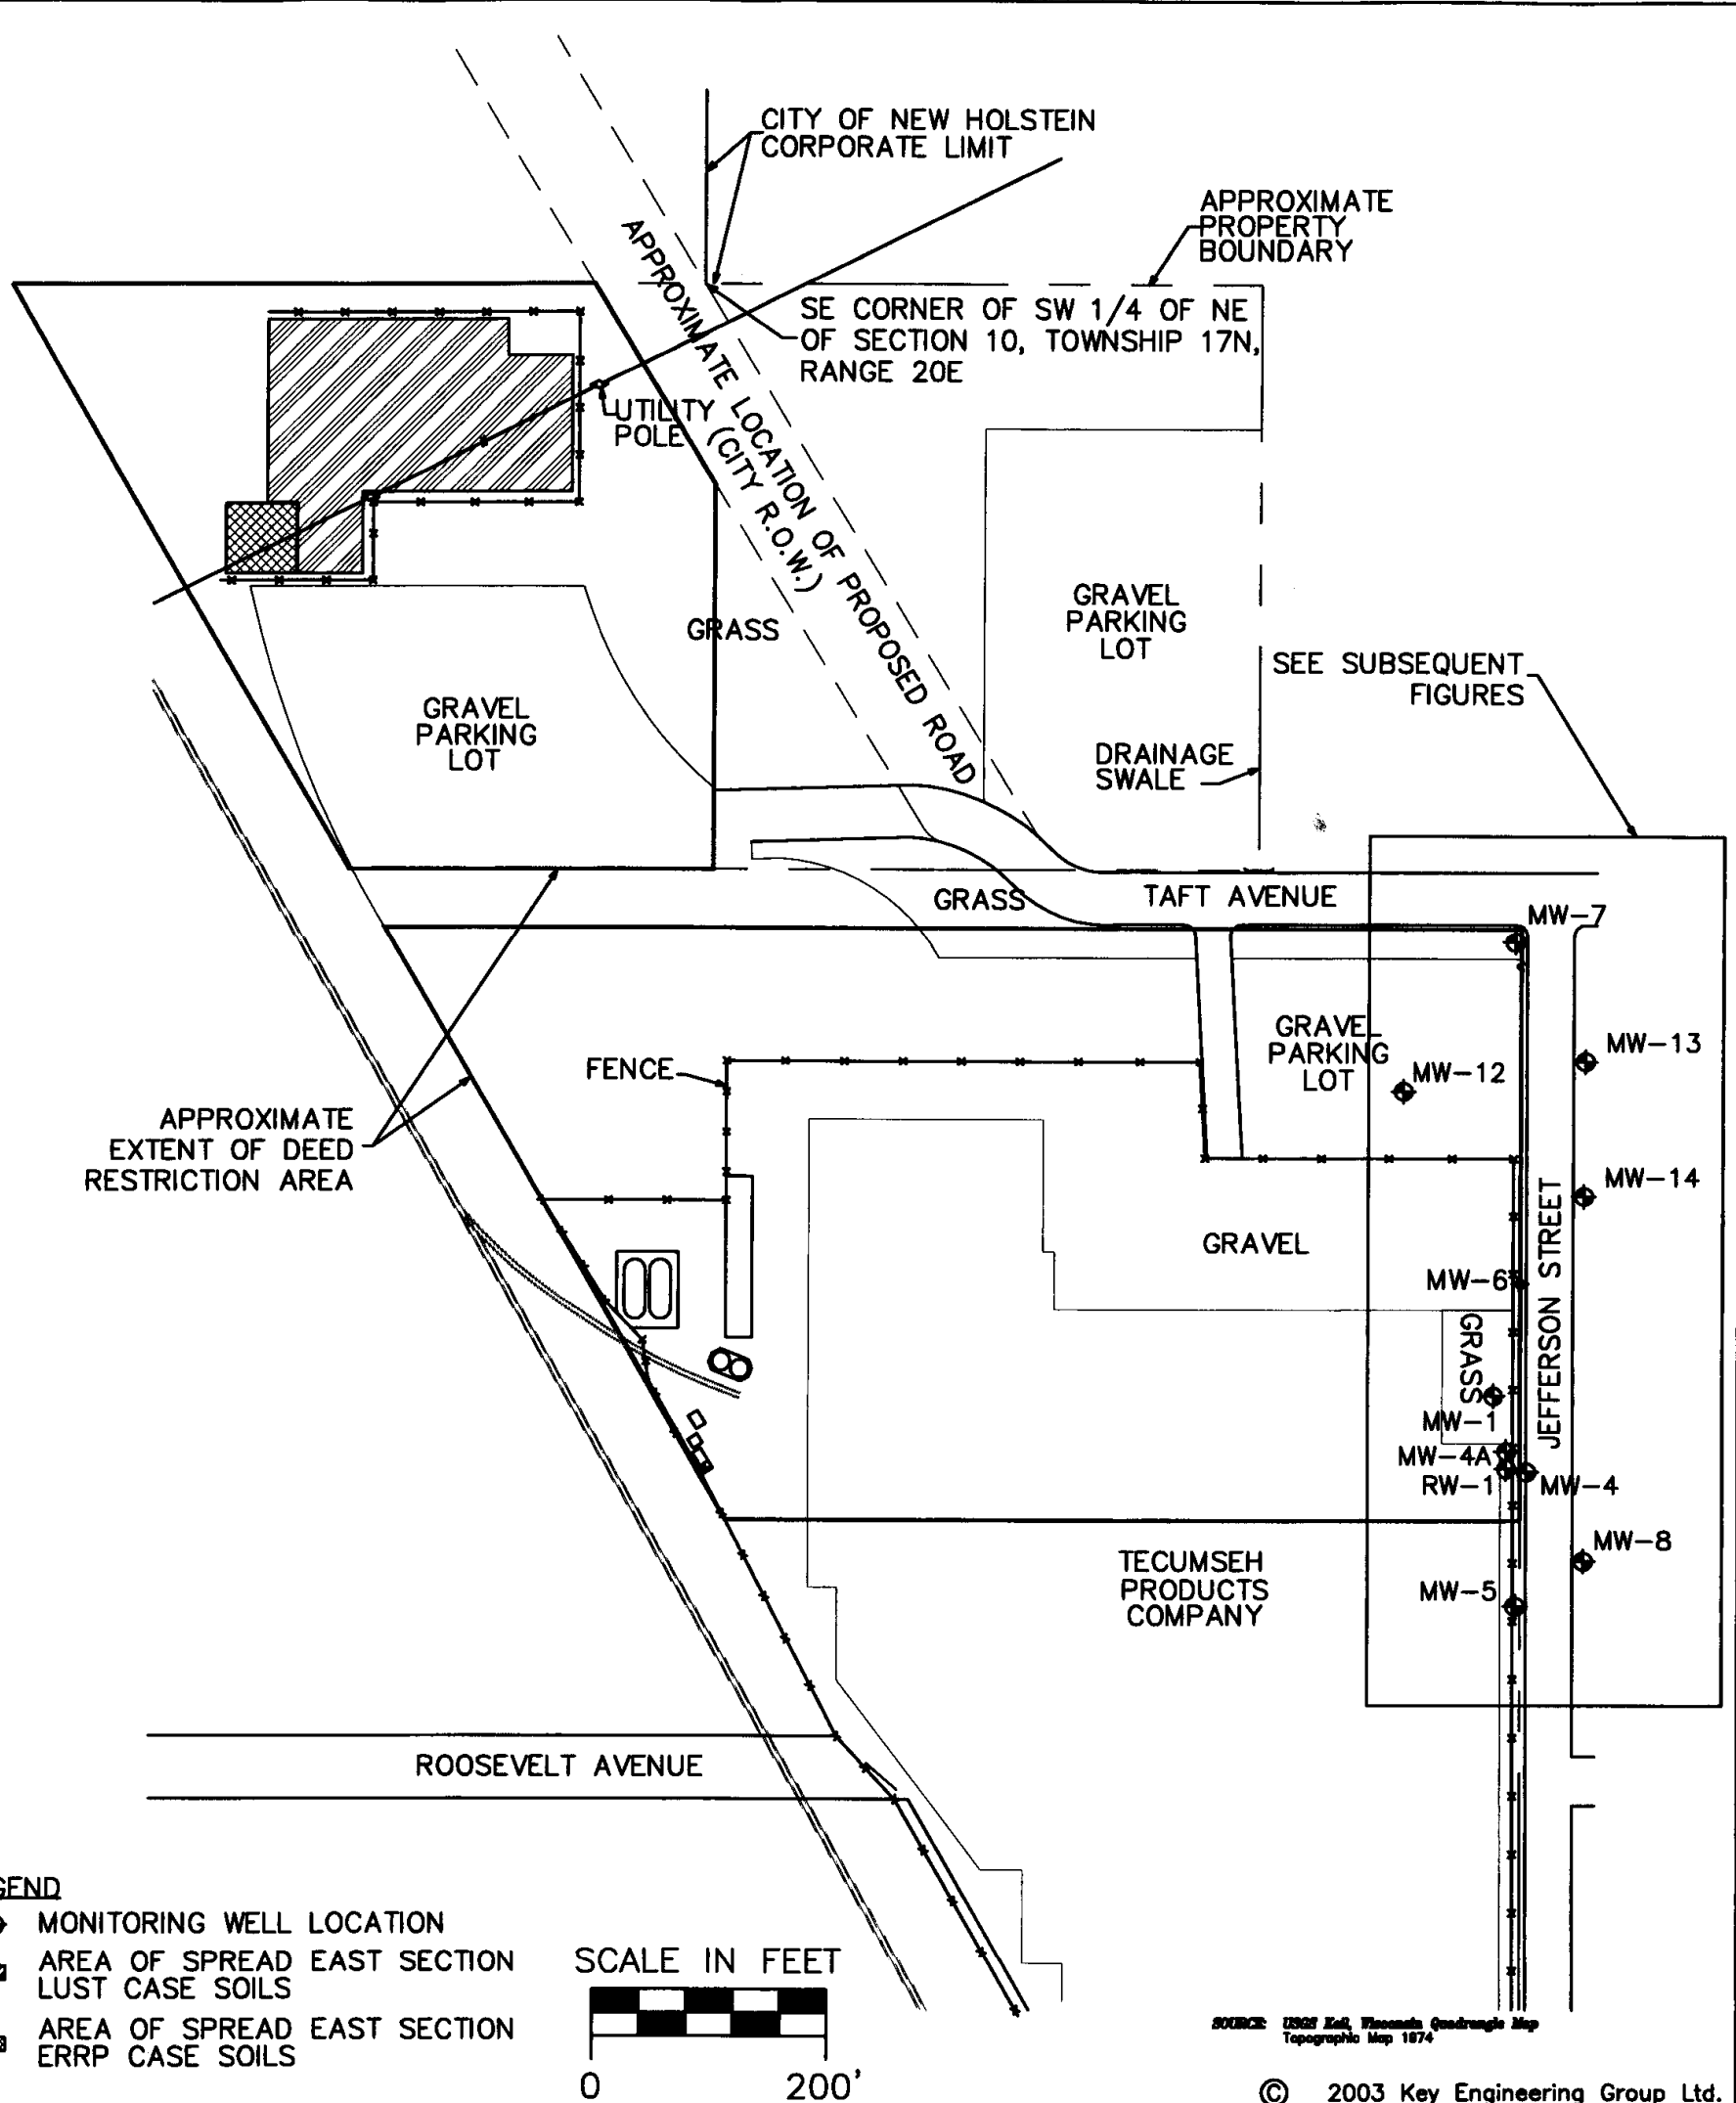 CITY OF NEW HOLSTEIN
CORPORATE LIMIT
APPROXIMATE
PROPERTY
BOUNDARY
APPROXIMATE LOCATION OF PROPOSED ROAD
(CITY R.O.W.)
SE CORNER OF SW 1/4 OF NE
OF SECTION 10, TOWNSHIP 17N,
RANGE 20E
UTILITY
POLE
GRASS
GRAVEL
PARKING
LOT
GRAVEL
PARKING
LOT
SEE SUBSEQUENT
FIGURES
DRAINAGE
SWALE
GRASS
TAFT AVENUE
MW-7
GRAVEL
PARKING
LOT
MW-13
MW-12
FENCE
APPROXIMATE
EXTENT OF DEED
RESTRICTION AREA
MW-14
GRAVEL
JEFFERSON STREET
MW-6
GRASS
MW-1
MW-4A
RW-1
MW-4
MW-8
MW-5
TECUMSEH
PRODUCTS
COMPANY
ROOSEVELT AVENUE
GEND
MONITORING WELL LOCATION
AREA OF SPREAD EAST SECTION
LUST CASE SOILS
AREA OF SPREAD EAST SECTION
ERRP CASE SOILS
SCALE IN FEET
0 200'
SOURCE: USGS Kiel, Wisconsin Quadrangle Map
Topographic Map 1974
© 2003 Key Engineering Group Ltd.